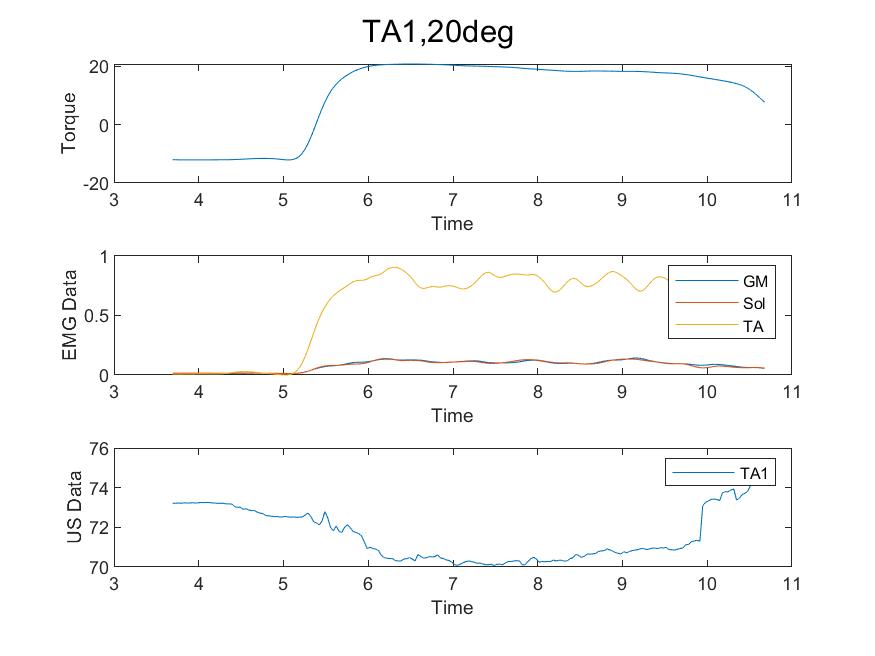 TA1,20deg
20
0
-20
Torque
3 4 5 6 7 8 9 10 11
Time
1
0.5
0
EMG Data
GM
Sol
TA
3 4 5 6 7 8 9 10 11
Time
76
74
72
70
US Data
TA1
3 4 5 6 7 8 9 10 11
Time